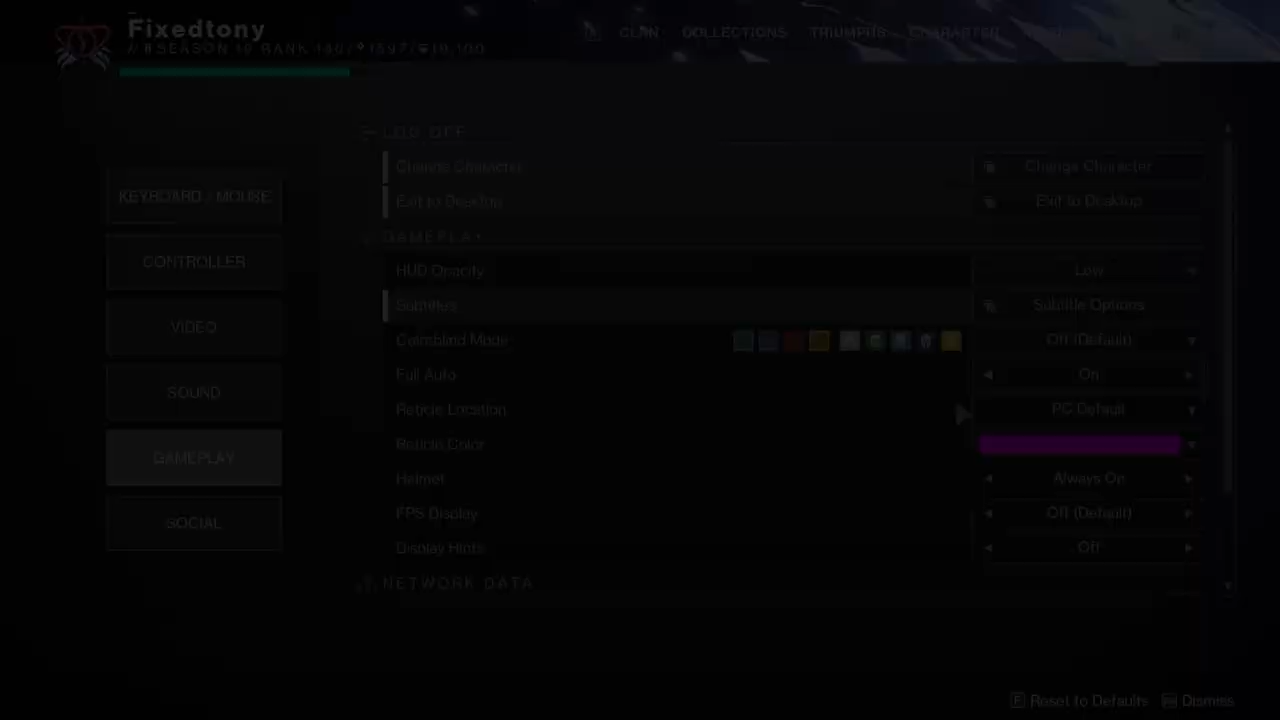 Fixedtony
CLAN COLLECTIONS TRIUMPHS CHARACTER
LOG OFF
Change Character Change Character
Exit to Desktop Exit to Desktop
GAMEPLAY
HUD Opacity Low
Subtitles Subtitle Options
Colorblind Mode Off (Default)
Full Auto On
Reticle Location PC Default
Reticle Color
Helmet Always On
FPS Display Off (Default)
Display Hints Off
NETWORK DATA
KEYBOARD / MOUSE
CONTROLLER
VIDEO
SOUND
GAMEPLAY
SOCIAL
F Reset to Defaults Dismiss